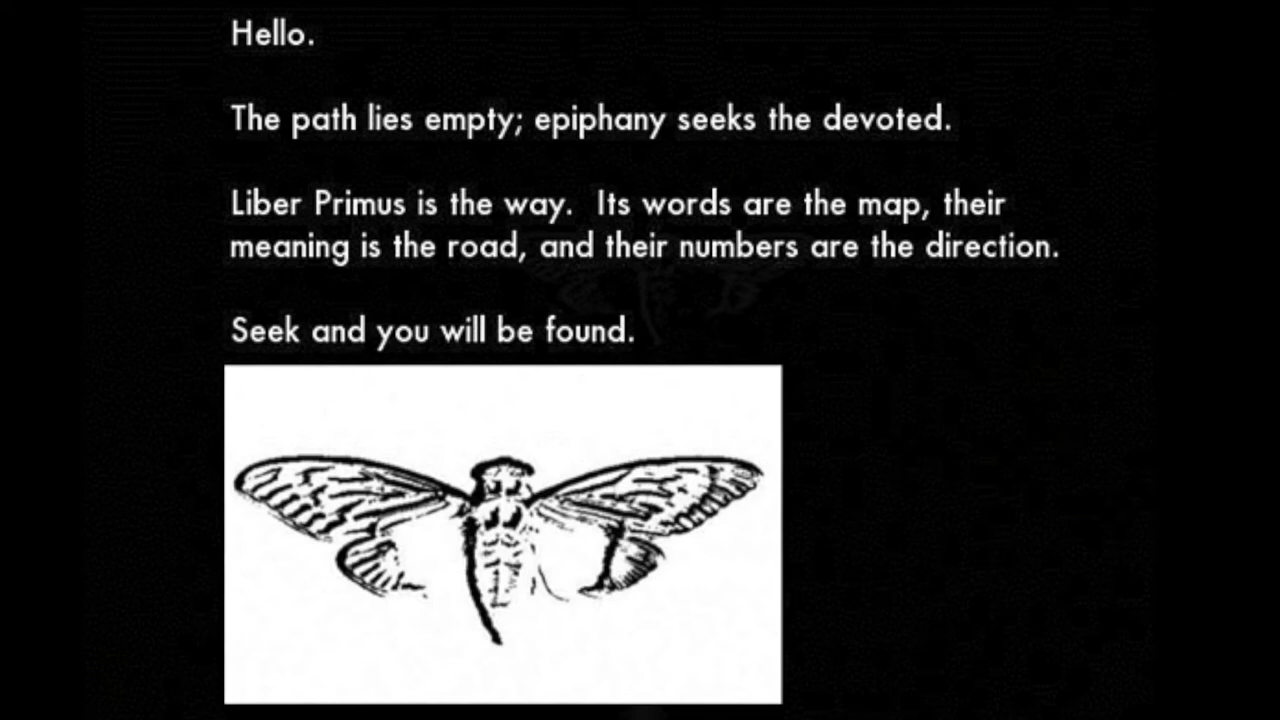 Hello.
The path lies empty; epiphany seeks the devoted.
Liber Primus is the way.  Its words are the map, their
meaning is the road, and their numbers are the direction.
Seek and you will be found.